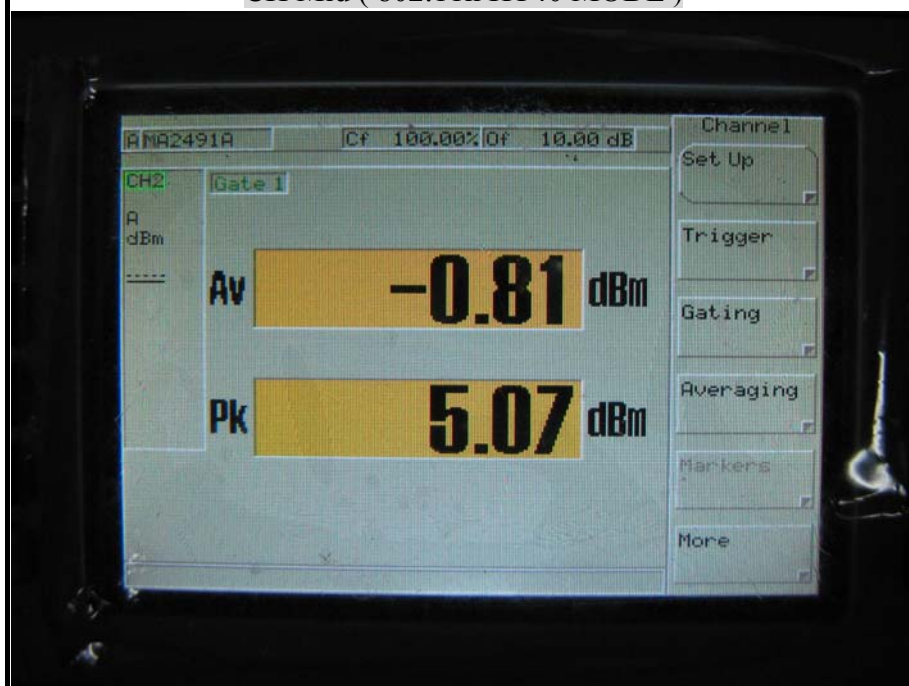 A MA2491A Cf 100.00% Of 10.00 dB
Channel
Set Up
CH2
Gate 1
A
dBm
-----
Trigger
Av -0.81 dBm
Gating
Pk 5.07 dBm
Averaging
Markers
More